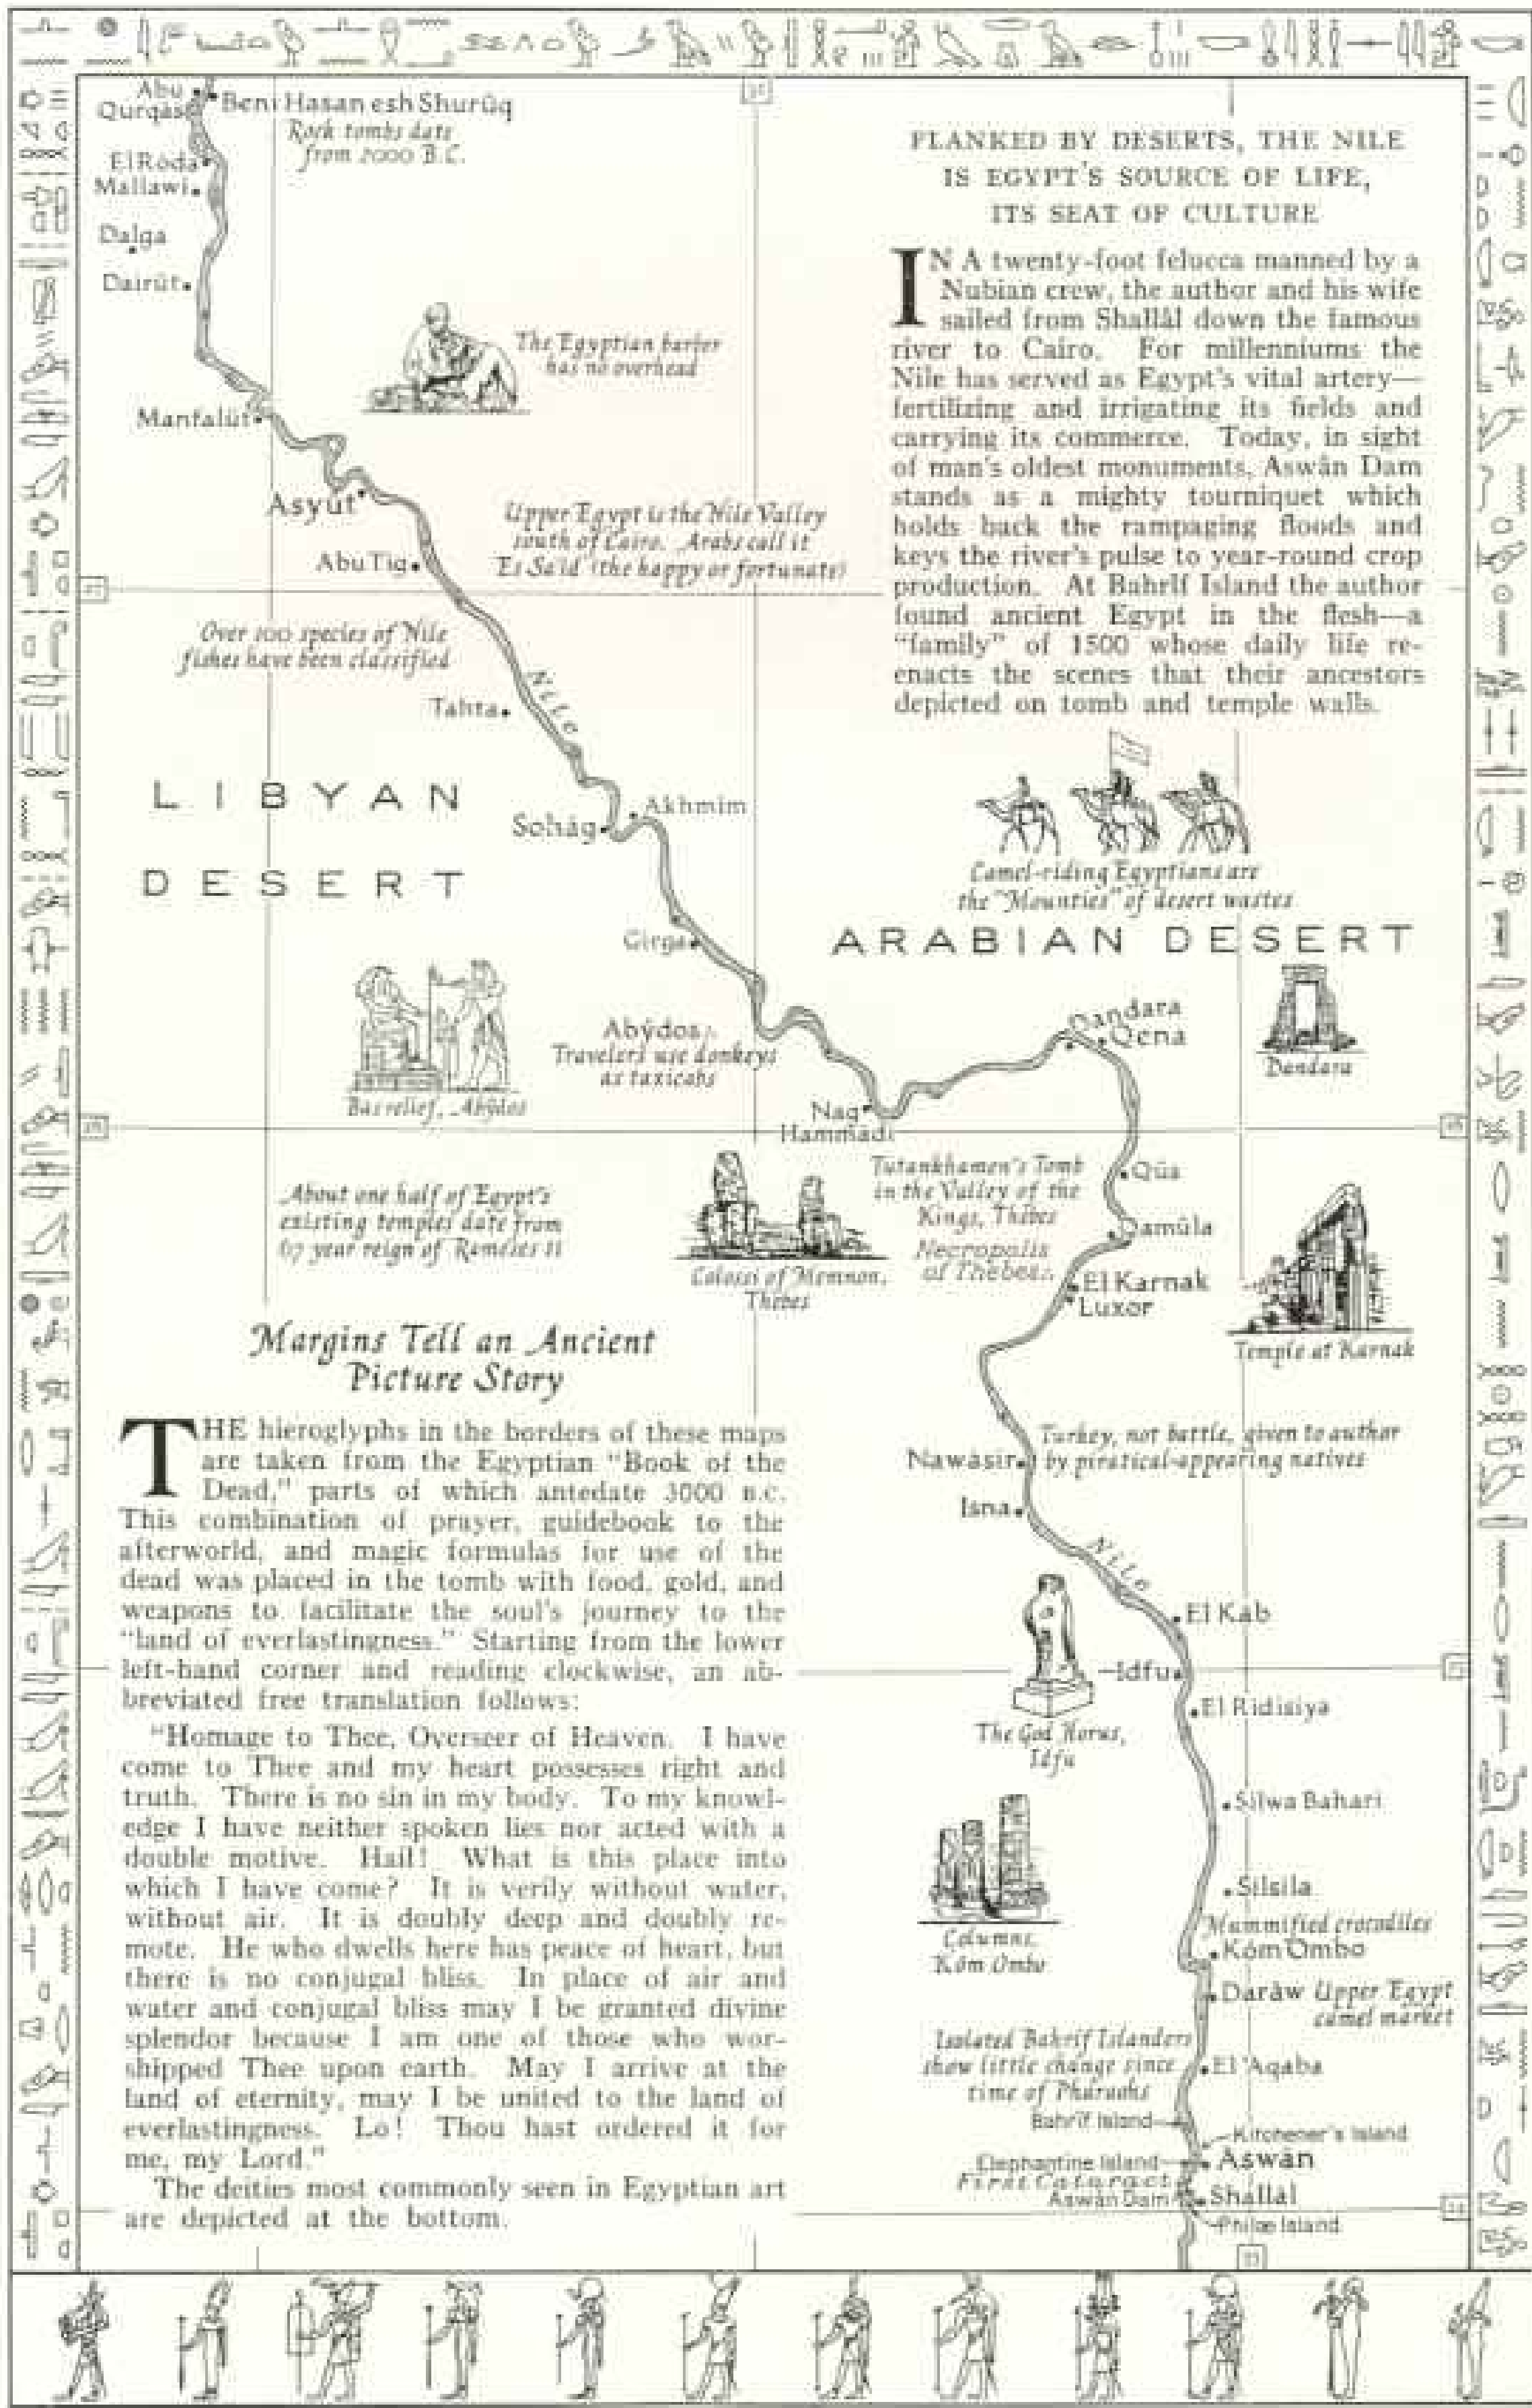 Abu
Qurqâs
Beni Hasan esh Shurûq
Rock tombs date
from 2000 B.C.
El Roda
Mallawi
Dalga
Dairût
FLANKED BY DESERTS, THE NILE
IS EGYPT'S SOURCE OF LIFE,
ITS SEAT OF CULTURE
IN A twenty-foot felucca manned by a
Nubian crew, the author and his wife
sailed from Shallâl down the famous
river to Cairo. For millenniums the
Nile has served as Egypt's vital artery—
fertilizing and irrigating its fields and
carrying its commerce. Today, in sight
of man's oldest monuments, Aswân Dam
stands as a mighty tourniquet which
holds back the rampaging floods and
keys the river's pulse to year-round crop
production. At Bahrîf Island the author
found ancient Egypt in the flesh—a
"family" of 1500 whose daily life re-
enacts the scenes that their ancestors
depicted on tomb and temple walls.
The Egyptian barber
has no overhead
Manfalût
Asyût
Abu Tig
Upper Egypt is the Nile Valley
south of Cairo. Arabs call it
Es Sa'id (the happy or fortunate)
27
Over 100 species of Nile
fishes have been classified
Nile
Tahta
LIBYAN
DESERT
Akhmîm
Sohâg
Camel-riding Egyptians are
the "Mounties" of desert wastes
ARABIAN DESERT
Girga
Bas relief, Abŷdos
Abŷdos
Travelers use donkeys
as taxicabs
Dandara
Qena
Dandara
Nag
Hammâdi
26
26
About one half of Egypt's
existing temples date from
67 year reign of Rameses II
Colossi of Memnon,
Thebes
Tutankhamen's Tomb
in the Valley of the
Kings, Thebes
Necropolis
of Thebes
Qûs
Damûla
El Karnak
Luxor
Temple at Karnak
Margins Tell an Ancient
Picture Story
THE hieroglyphs in the borders of these maps
are taken from the Egyptian "Book of the
Dead," parts of which antedate 3000 B.C.
This combination of prayer, guidebook to the
afterworld, and magic formulas for use of the
dead was placed in the tomb with food, gold, and
weapons to facilitate the soul's journey to the
"land of everlastingness." Starting from the lower
left-hand corner and reading clockwise, an ab-
breviated free translation follows:
"Homage to Thee, Overseer of Heaven. I have
come to Thee and my heart possesses right and
truth. There is no sin in my body. To my knowl-
edge I have neither spoken lies nor acted with a
double motive. Hail! What is this place into
which I have come? It is verily without water,
without air. It is doubly deep and doubly re-
mote. He who dwells here has peace of heart, but
there is no conjugal bliss. In place of air and
water and conjugal bliss may I be granted divine
splendor because I am one of those who wor-
shipped Thee upon earth. May I arrive at the
land of eternity, may I be united to the land of
everlastingness. Lo! Thou hast ordered it for
me, my Lord."
The deities most commonly seen in Egyptian art
are depicted at the bottom.
Nawâsir
Turkey, not battle, given to author
by piratical-appearing natives
Isna
Nile
El Kab
Idfu
The God Horus,
Idfu
El Ridisiya
Silwa Bahari
Silsila
Columns,
Kôm Ombo
Mummified crocodiles
Kôm Ombo
Darâw Upper Egypt
camel market
Isolated Bahrîf Islanders
show little change since
time of Pharaohs
El 'Aqaba
Bahrîf Island
Kitchener's Island
Elephantine Island
Aswân
First Cataract
Aswân Dam
Shallâl
24
Philæ Island
33